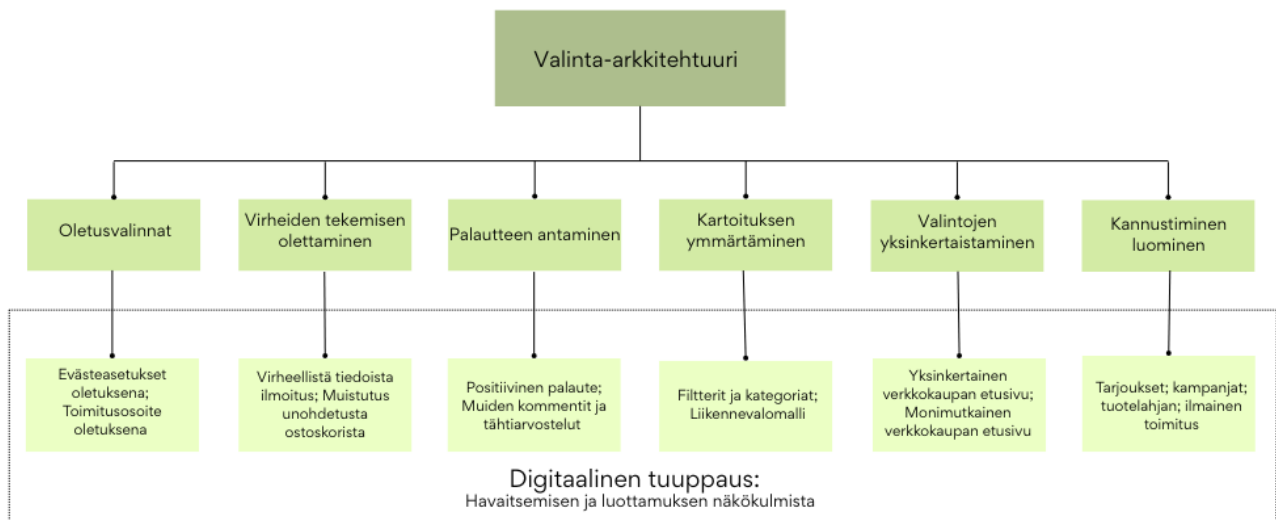 Valinta-arkkitehtuuri
Oletusvalinnat
Virheiden tekemisen
olettaminen
Palautteen antaminen
Kartoituksen
ymmärtäminen
Valintojen
yksinkertaistaminen
Kannustiminen
luominen
Evästeasetukset
oletuksena;
Toimitusosoite
oletuksena
Virheellistä tiedoista
ilmoitus; Muistutus
unohdetusta
ostoskorista
Positiivinen palaute;
Muiden kommentit ja
tähtiarvostelut
Filtterit ja kategoriat;
Liikennevalomalli
Yksinkertainen
verkkokaupan etusivu;
Monimutkainen
verkkokaupan etusivu
Tarjoukset; kampanjat;
tuotelahjan; ilmainen
toimitus
Digitaalinen tuuppaus:
Havaitsemisen ja luottamuksen näkökulmista